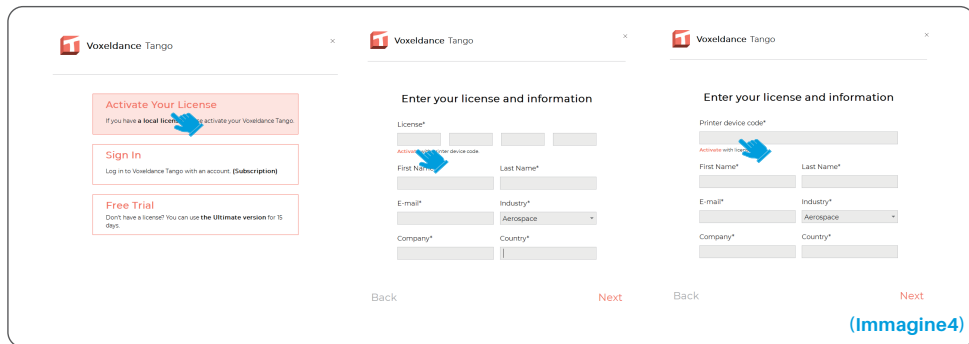 Voxeldance Tango
Activate Your License
If you have a local licen e activate your Voxeldance Tango.
Sign In
Log in to Voxeldance Tango with an account. (Subscription)
Free Trial
Don't have a license? You can use the Ultimate version for 15
days.
Voxeldance Tango
Enter your license and information
License*
Activate with printer device code.
First Name*
Last Name*
E-mail*
Industry*
Aerospace
Company*
Country*
Back
Next
Voxeldance Tango
Enter your license and information
Printer device code*
Activate with
First Name*
Last Name*
E-mail*
Industry*
Aerospace
Company*
Country*
Back
Next
(Immagine4)